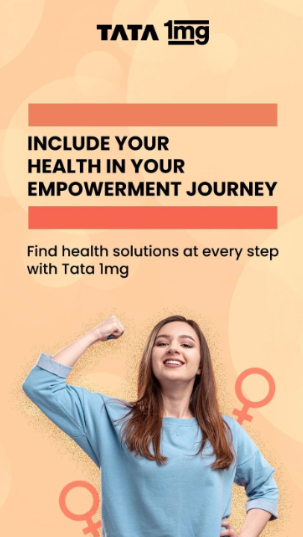 TATA 1mg
INCLUDE YOUR
HEALTH IN YOUR
EMPOWERMENT JOURNEY
Find health solutions at every step
with Tata 1mg